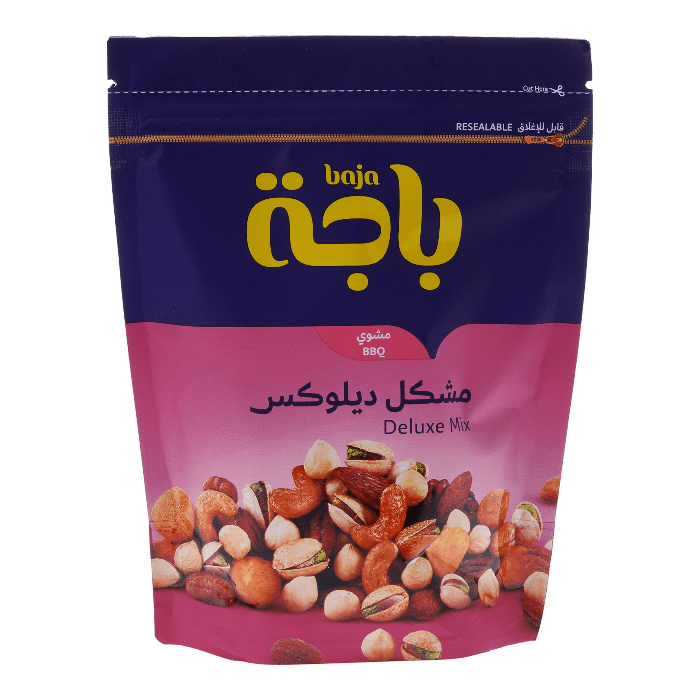 Cut Here
RESEALABLE قابل للإغلاق
baja
باجة
مشوي
BBQ
مشكل ديلوكس
Deluxe Mix